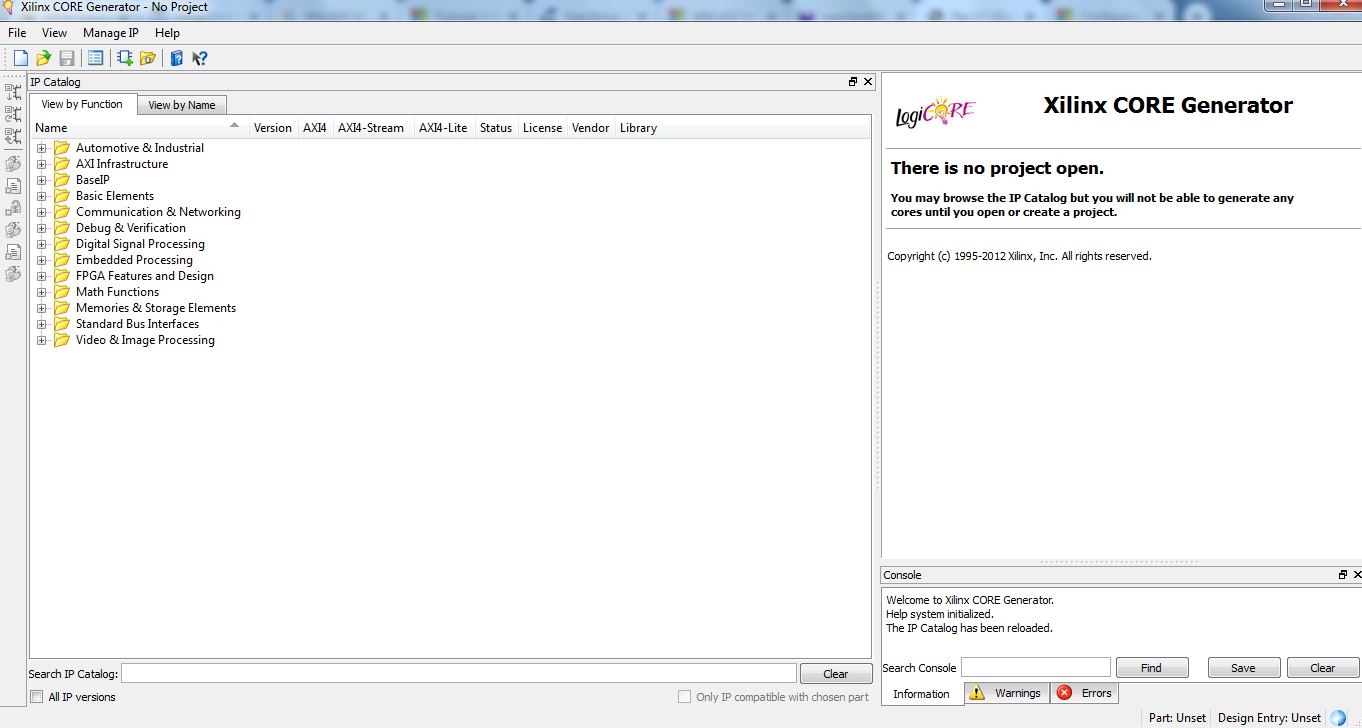 Xilinx CORE Generator - No Project
File View Manage IP Help
IP Catalog
View by Function View by Name
Name Version AXI4 AXI4-Stream AXI4-Lite Status License Vendor Library
Automotive & Industrial
AXI Infrastructure
BaseIP
Basic Elements
Communication & Networking
Debug & Verification
Digital Signal Processing
Embedded Processing
FPGA Features and Design
Math Functions
Memories & Storage Elements
Standard Bus Interfaces
Video & Image Processing
Search IP Catalog: Clear
All IP versions Only IP compatible with chosen part
LogiCORE
Xilinx CORE Generator
There is no project open.
You may browse the IP Catalog but you will not be able to generate any
cores until you open or create a project.
Copyright (c) 1995-2012 Xilinx, Inc. All rights reserved.
Console
Welcome to Xilinx CORE Generator.
Help system initialized.
The IP Catalog has been reloaded.
Search Console Find Save Clear
Information Warnings Errors
Part: Unset Design Entry: Unset